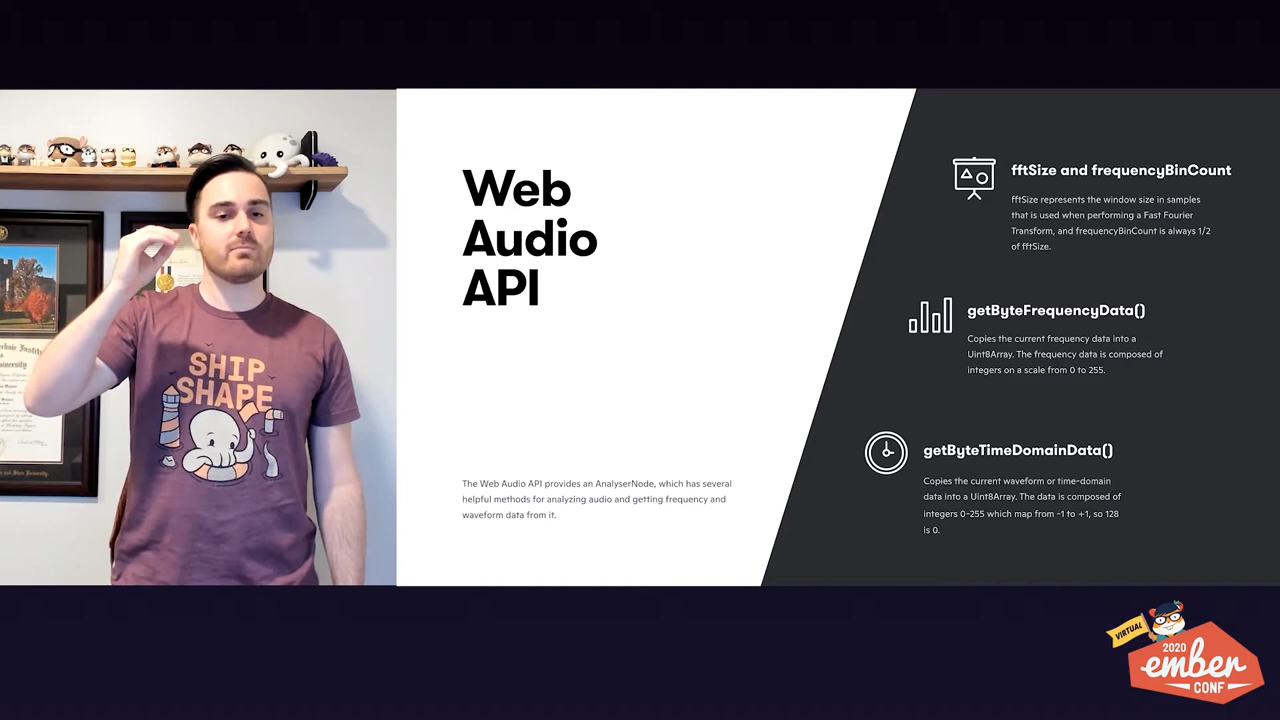 Web
Audio
API
The Web Audio API provides an AnalyserNode, which has several
helpful methods for analyzing audio and getting frequency and
waveform data from it.
fftSize and frequencyBinCount
fftSize represents the window size in samples
that is used when performing a Fast Fourier
Transform, and frequencyBinCount is always 1/2
of fftSize.
getByteFrequencyData()
Copies the current frequency data into a
Uint8Array. The frequency data is composed of
integers on a scale from 0 to 255.
getByteTimeDomainData()
Copies the current waveform or time-domain
data into a Uint8Array. The data is composed of
integers 0-255 which map from -1 to +1, so 128
is 0.
SHIP
SHAPE
VIRTUAL
2020
ember
CONF